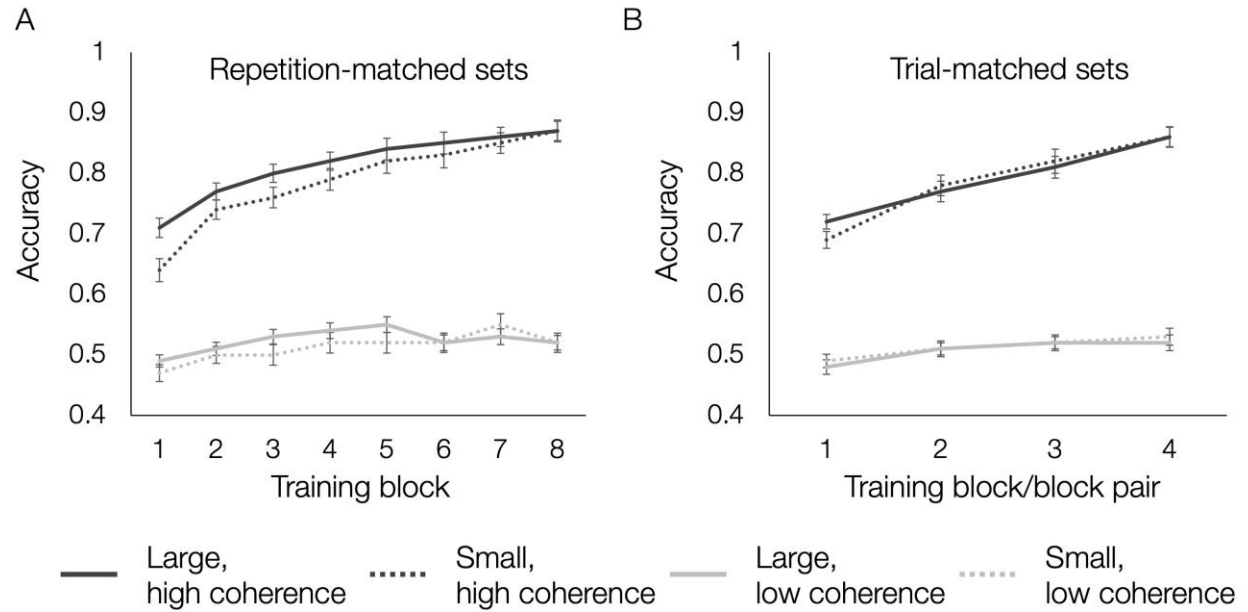 A
Repetition-matched sets
Accuracy
1
0.9
0.8
0.7
0.6
0.5
0.4
1 2 3 4 5 6 7 8
Training block
B
Trial-matched sets
Accuracy
1
0.9
0.8
0.7
0.6
0.5
0.4
1 2 3 4
Training block/block pair
Large,
high coherence
Small,
high coherence
Large,
low coherence
Small,
low coherence